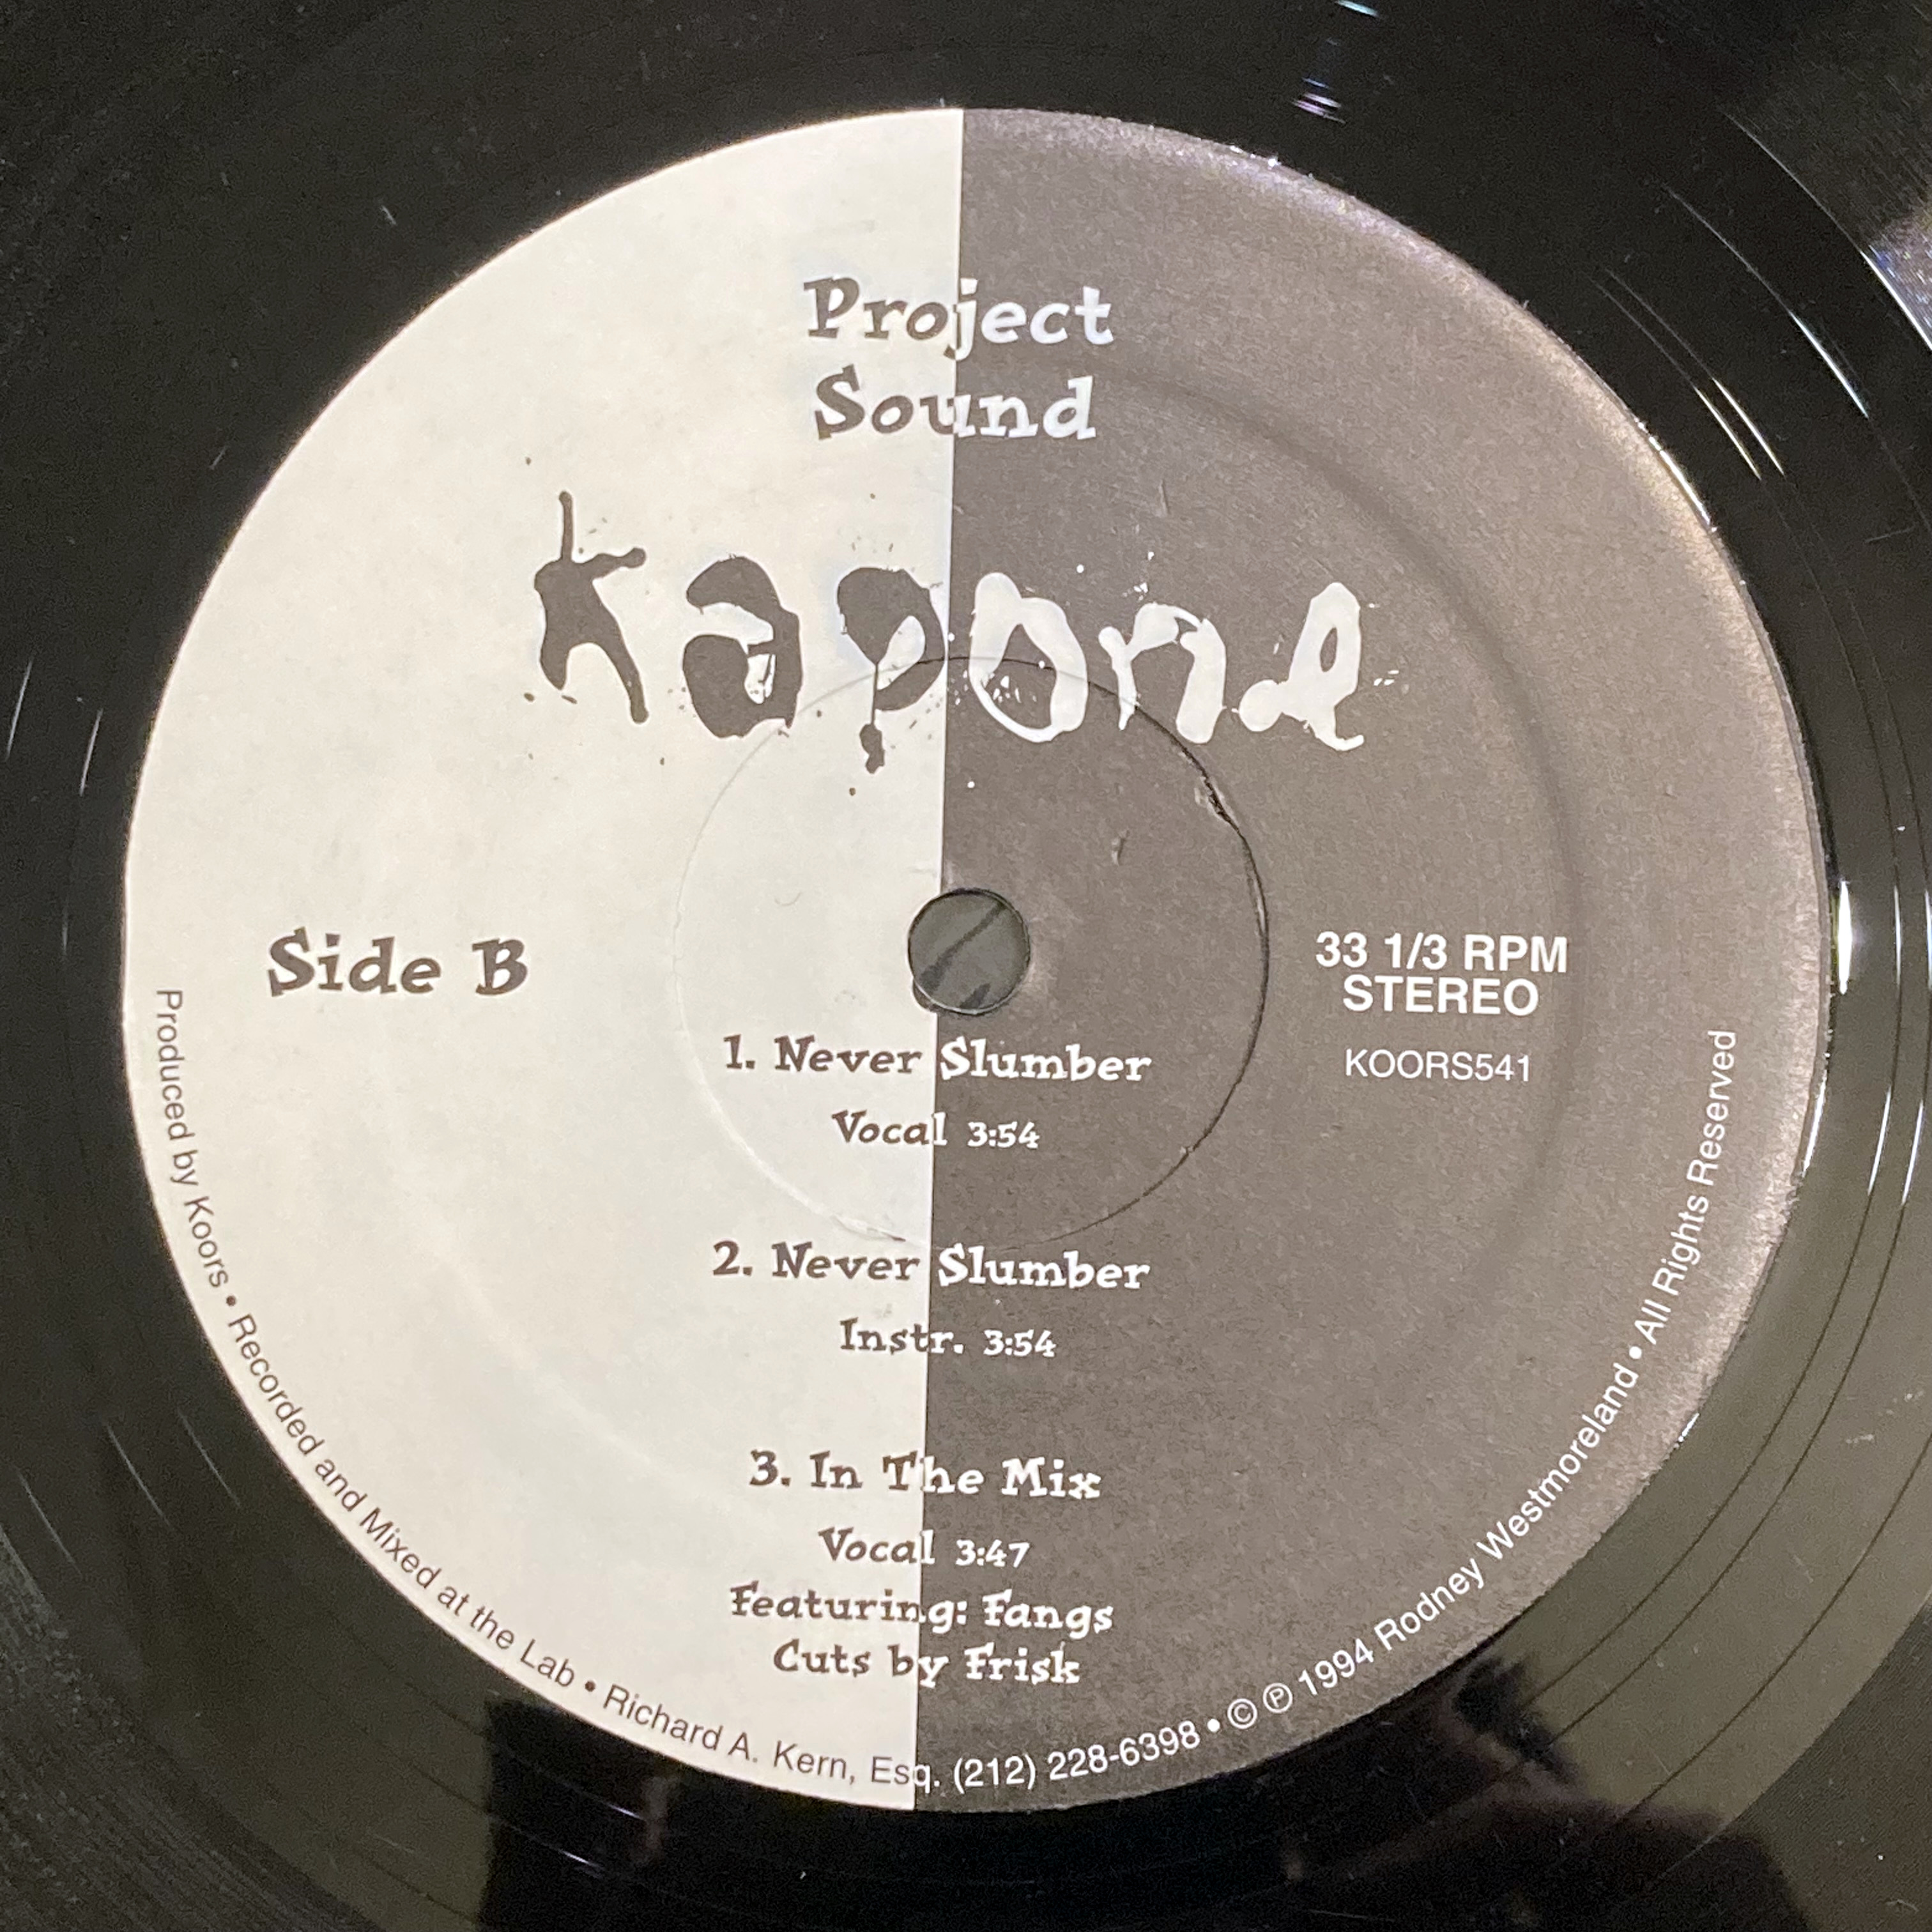 Project
Sound
kapone
Side B
33 1/3 RPM
STEREO
KOORS541
1. Never Slumber
Vocal 3:54
2. Never Slumber
Instr. 3:54
3. In The Mix
Vocal 3:47
Featuring: Fangs
Cuts by Frisk
Produced by Koors • Recorded and Mixed at the Lab • Richard A. Kern, Esq. (212) 228-6398 • © ℗ 1994 Rodney Westmoreland • All Rights Reserved